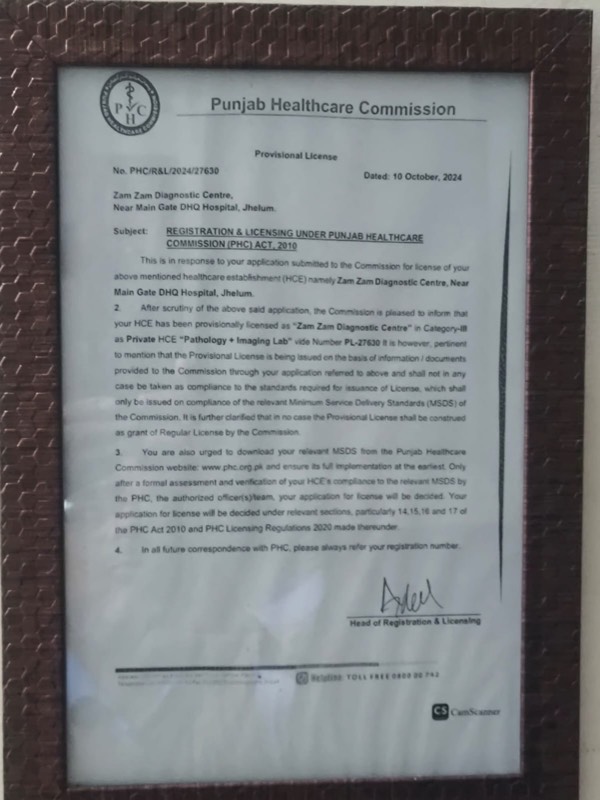 PHC
Punjab Healthcare Commission
Provisional License
No. PHC/R&L/2024/27630
Dated: 10 October, 2024
Zam Zam Diagnostic Centre,
Near Main Gate DHQ Hospital, Jhelum.
Subject: REGISTRATION & LICENSING UNDER PUNJAB HEALTHCARE
COMMISSION (PHC) ACT, 2010
This is in response to your application submitted to the Commission for license of your
above mentioned healthcare establishment (HCE) namely Zam Zam Diagnostic Centre, Near
Main Gate DHQ Hospital, Jhelum.
2. After scrutiny of the above said application, the Commission is pleased to inform that
your HCE has been provisionally licensed as "Zam Zam Diagnostic Centre" in Category-III
as Private HCE "Pathology + Imaging Lab" vide Number PL-27630 It is however, pertinent
to mention that the Provisional License is being issued on the basis of information / documents
provided to the Commission through your application referred to above and shall not in any
case be taken as compliance to the standards required for issuance of License, which shall
only be issued on compliance of the relevant Minimum Service Delivery Standards (MSDS) of
the Commission. It is further clarified that in no case the Provisional License shall be construed
as grant of Regular License by the Commission.
3. You are also urged to download your relevant MSDS from the Punjab Healthcare
Commission website: www.phc.org.pk and ensure its full implementation at the earliest. Only
after a formal assessment and verification of your HCE's compliance to the relevant MSDS by
the PHC, the authorized officer(s)/team, your application for license will be decided. Your
application for license will be decided under relevant sections, particularly 14,15,16 and 17 of
the PHC Act 2010 and PHC Licensing Regulations 2020 made thereunder.
4. In all future correspondence with PHC, please always refer your registration number.
Head of Registration & Licensing
Helpline: TOLL FREE 0800 00 742
CS CamScanner